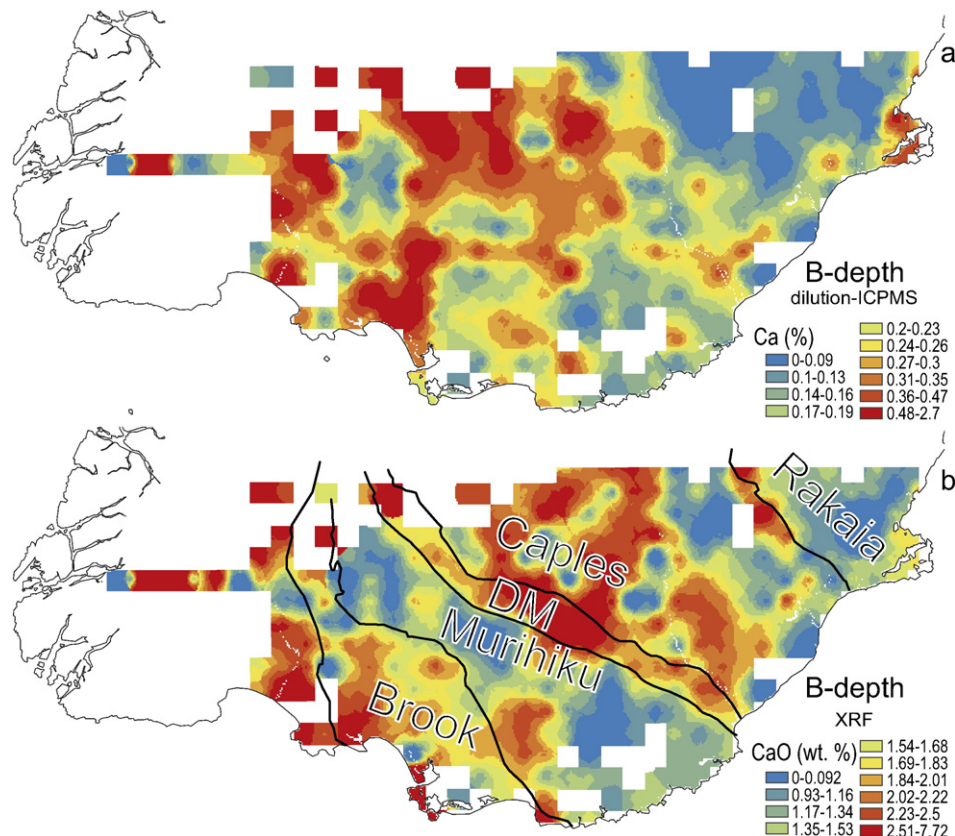 a
B-depth
dilution-ICPMS
Ca (%)
0-0.09
0.1-0.13
0.14-0.16
0.17-0.19
0.2-0.23
0.24-0.26
0.27-0.3
0.31-0.35
0.36-0.47
0.48-2.7
b
Rakaia
Caples
DM
Murihiku
Brook
B-depth
XRF
CaO (wt. %)
0-0.092
0.93-1.16
1.17-1.34
1.35-1.53
1.54-1.68
1.69-1.83
1.84-2.01
2.02-2.22
2.23-2.5
2.51-7.72